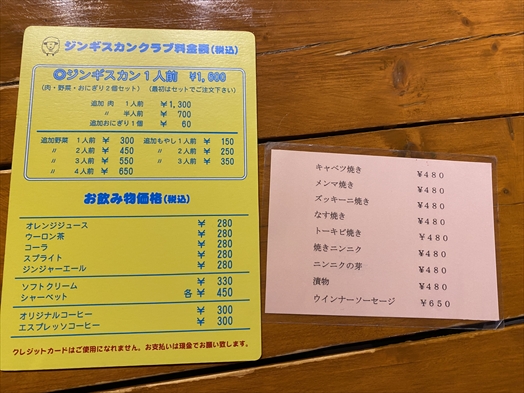 ジンギスカンクラブ料金表(税込)
◎ジンギスカン1人前 ¥1,600
(肉・野菜・おにぎり2個セット) (最初はセットでご注文下さい)
追加 肉 1人前 ¥1,300
〃 半人前 ¥ 700
追加おにぎり1個 ¥ 60
追加野菜 1人前 ¥ 300 追加もやし1人前 ¥ 150
〃 2人前 ¥ 450 〃 2人前 ¥ 250
〃 3人前 ¥ 550 〃 3人前 ¥ 350
〃 4人前 ¥ 650
お飲み物価格(税込)
オレンジジュース ¥ 280
ウーロン茶 ¥ 280
コーラ ¥ 280
スプライト ¥ 280
ジンジャーエール ¥ 280
ソフトクリーム ¥ 330
シャーベット 各 ¥ 450
オリジナルコーヒー ¥ 300
エスプレッソコーヒー ¥ 300
クレジットカードはご使用になれません。お支払いは現金でお願い致します。
キャベツ焼き ¥480
メンマ焼き ¥480
ズッキーニ焼き ¥480
なす焼き ¥480
トーキビ焼き ¥480
焼きニンニク ¥480
ニンニクの芽 ¥480
漬物 ¥480
ウインナーソーセージ ¥650